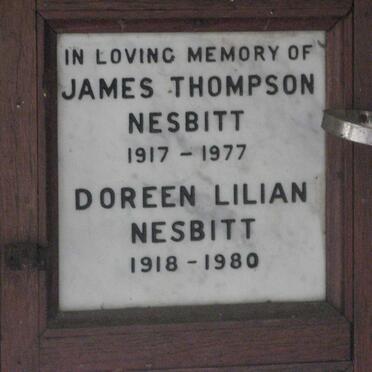 IN LOVING MEMORY OF
JAMES THOMPSON
NESBITT
1917 - 1977
DOREEN LILIAN
NESBITT
1918 - 1980